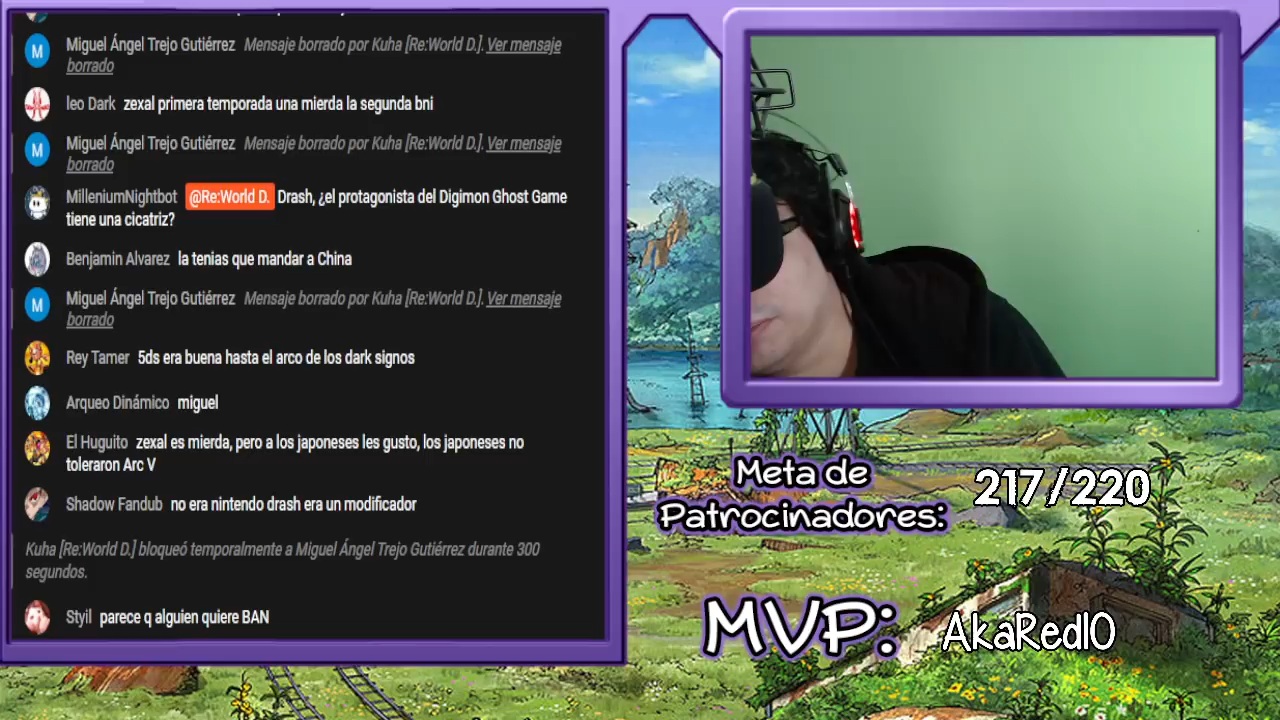 Miguel Ángel Trejo Gutiérrez Mensaje borrado por Kuha [Re:World D.]. Ver mensaje
borrado
leo Dark zexal primera temporada una mierda la segunda bni
Miguel Ángel Trejo Gutiérrez Mensaje borrado por Kuha [Re:World D.]. Ver mensaje
borrado
MilleniumNightbot @Re:World D. Drash, ¿el protagonista del Digimon Ghost Game
tiene una cicatriz?
Benjamin Alvarez la tenias que mandar a China
Miguel Ángel Trejo Gutiérrez Mensaje borrado por Kuha [Re:World D.]. Ver mensaje
borrado
Rey Tamer 5ds era buena hasta el arco de los dark signos
Arqueo Dinámico miguel
El Huguito zexal es mierda, pero a los japoneses les gusto, los japoneses no
toleraron Arc V
Shadow Fandub no era nintendo drash era un modificador
Kuha [Re:World D.] bloqueó temporalmente a Miguel Ángel Trejo Gutiérrez durante 300
segundos.
Styil parece q alguien quiere BAN
Meta de
Patrocinadores:
217/220
MVP:
AkaRed10